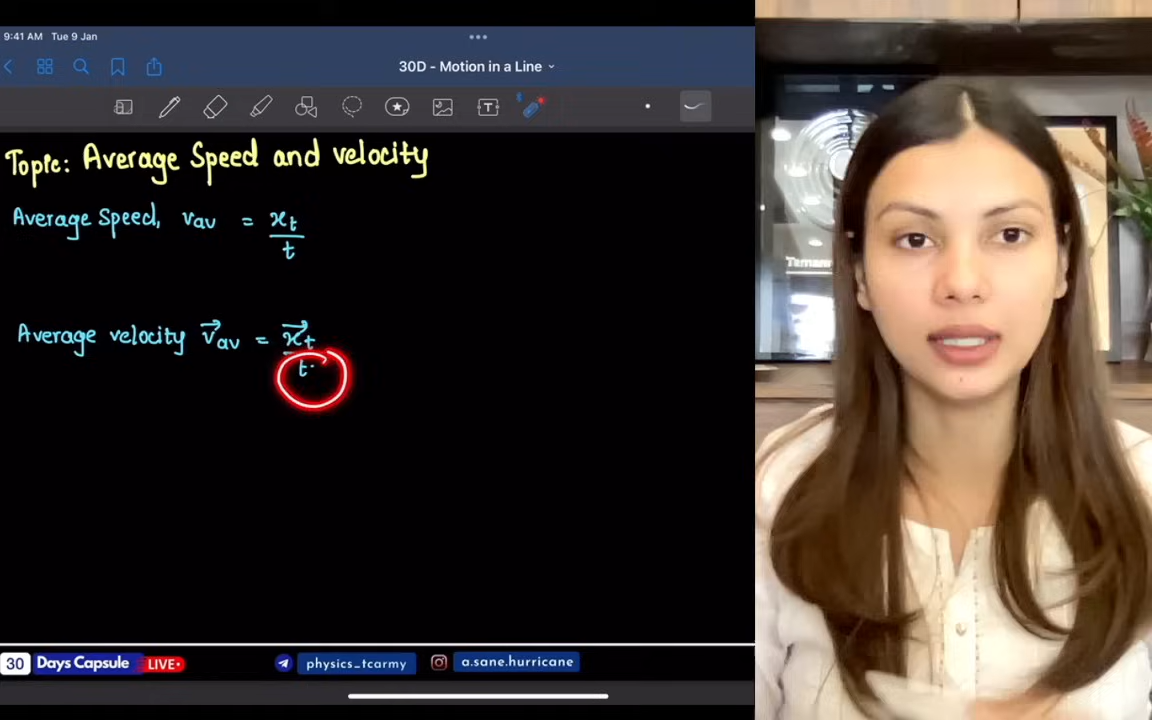 9:41 AM Tue 9 Jan
30D - Motion in a Line
T
Topic: Average Speed and velocity
Average Speed, vav = xt
t
Average velocity v⃗av = x⃗t
t
30 Days Capsule LIVE
physics_tcarmy
a.sane.hurricane